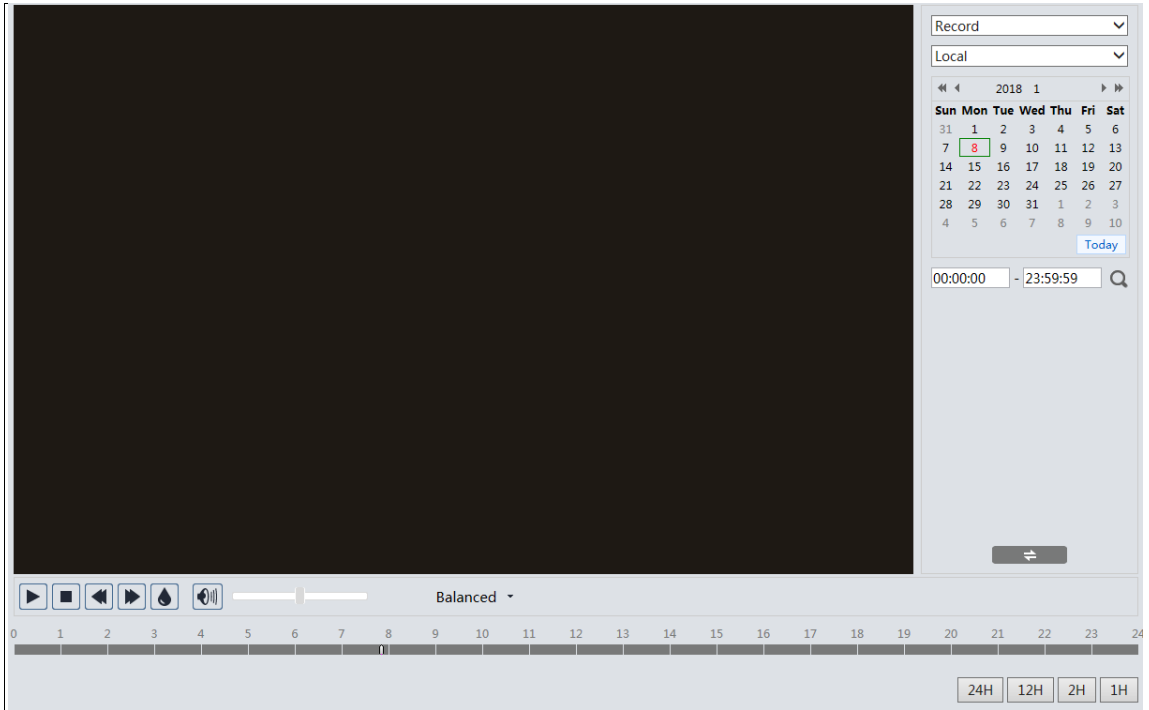 Record
Local
2018 1
Sun Mon Tue Wed Thu Fri Sat
31 1 2 3 4 5 6
7 8 9 10 11 12 13
14 15 16 17 18 19 20
21 22 23 24 25 26 27
28 29 30 31 1 2 3
4 5 6 7 8 9 10
Today
00:00:00 - 23:59:59
Balanced
0 1 2 3 4 5 6 7 8 9 10 11 12 13 14 15 16 17 18 19 20 21 22 23 24
24H 12H 2H 1H